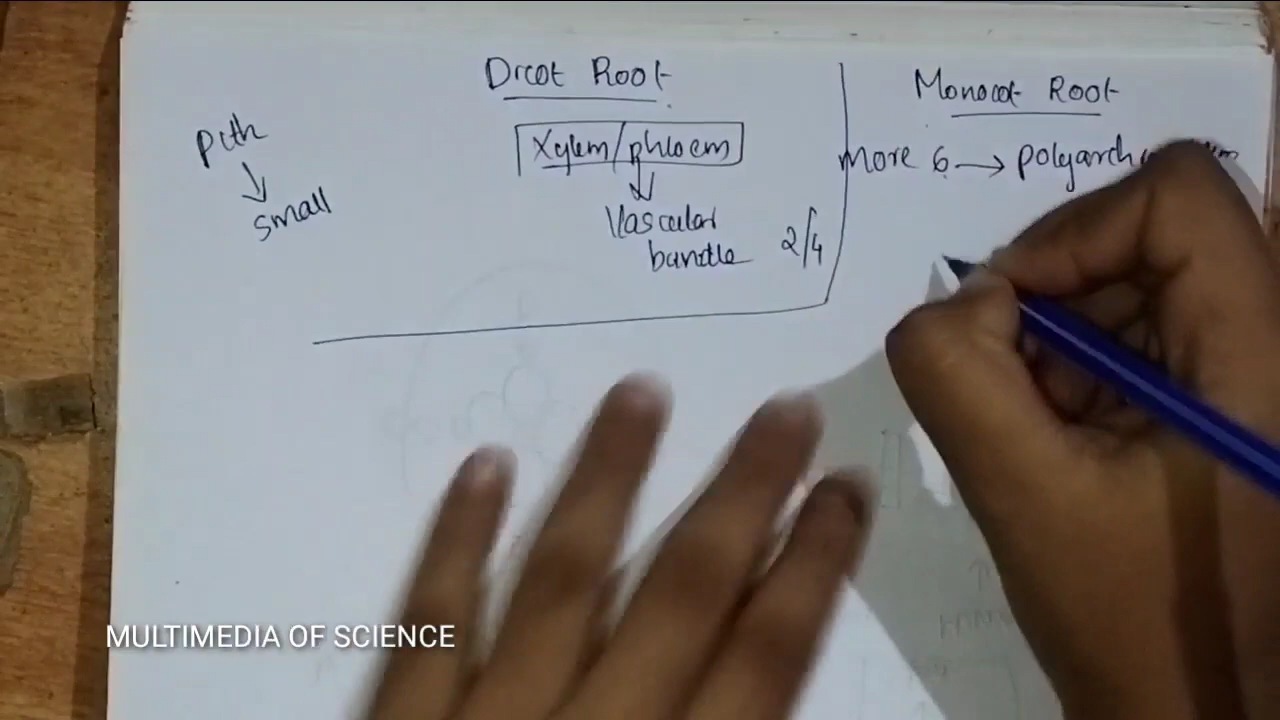 Dicot Root
Monocot Root
Pith
small
Xylem/phloem
Vascular
bundle
2/4
more 6 → polyarch
MULTIMEDIA OF SCIENCE